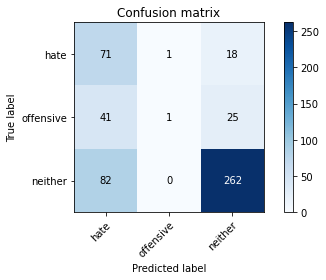 Confusion matrix
True label
hate
offensive
neither
71 1 18
41 1 25
82 0 262
hate
offensive
neither
Predicted label
250
200
150
100
50
0